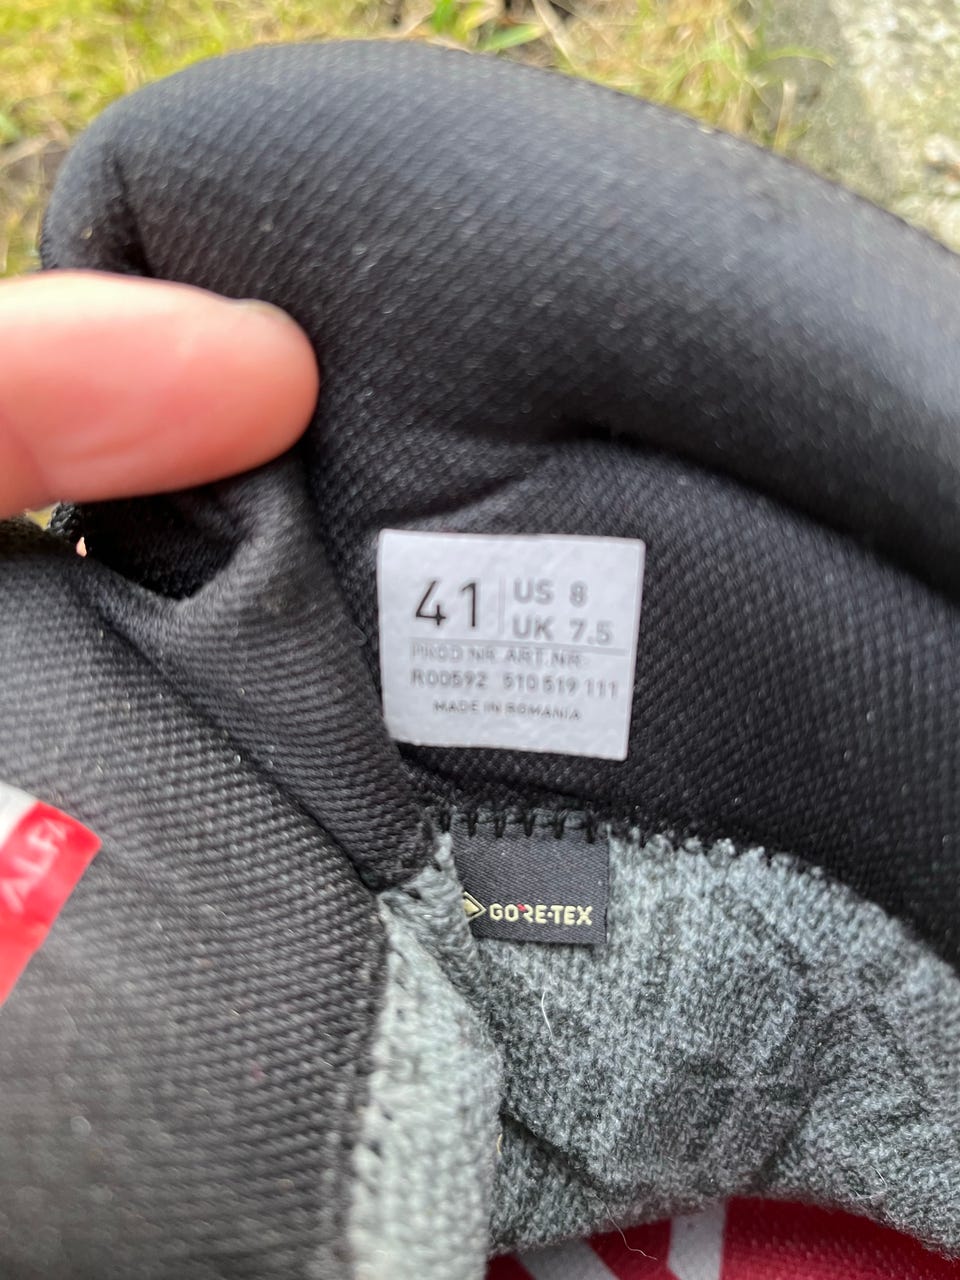 41
US 8
UK 7.5
PROD NR. ART.NR.
R00592 510 519 111
MADE IN ROMANIA
GORE-TEX
ALFA